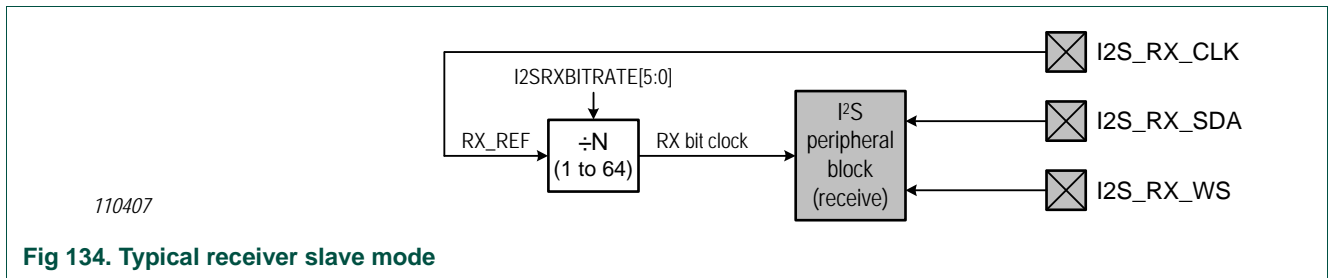 I2S_RX_CLK
I2SRXBITRATE[5:0]
RX_REF
÷N
(1 to 64)
RX bit clock
I²S
peripheral
block
(receive)
I2S_RX_SDA
I2S_RX_WS
110407
Fig 134. Typical receiver slave mode